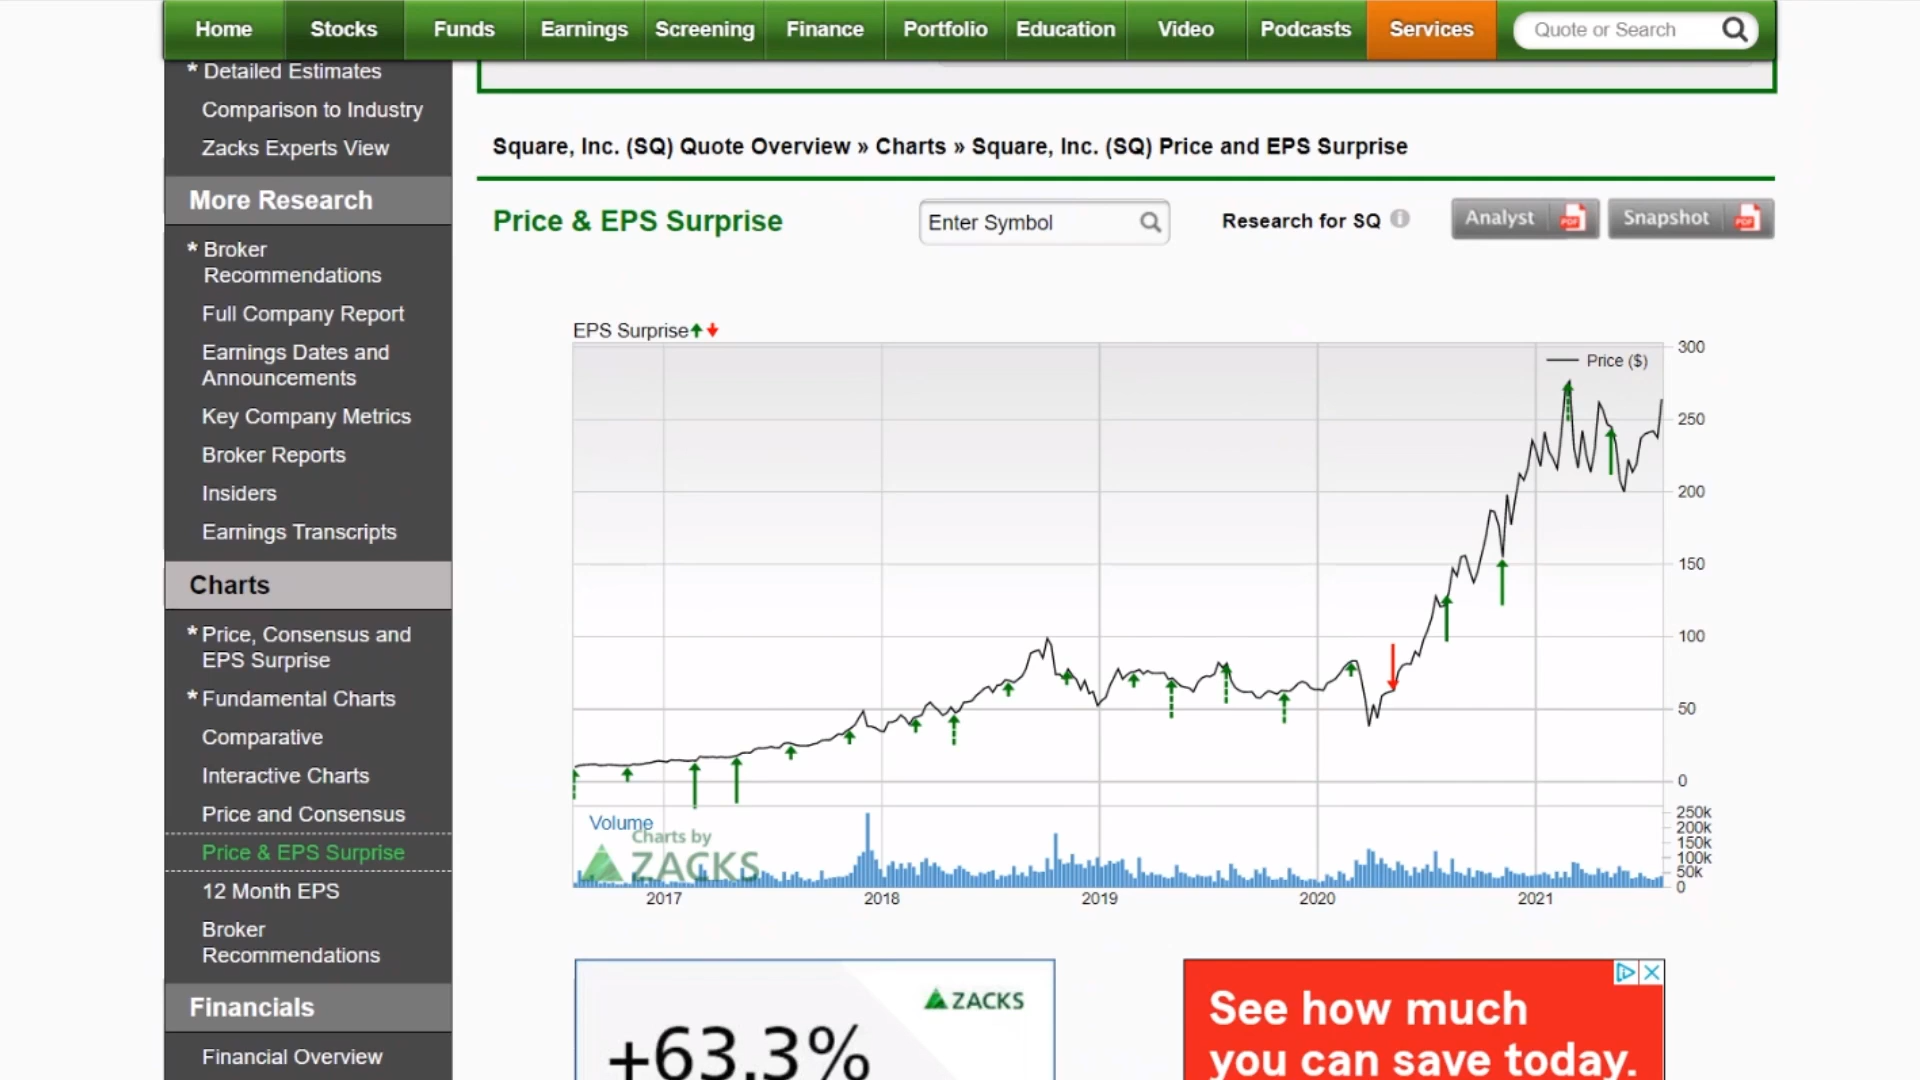 Home Stocks Funds Earnings Screening Finance Portfolio Education Video Podcasts Services Quote or Search
* Detailed Estimates
Comparison to Industry
Zacks Experts View
More Research
* Broker
Recommendations
Full Company Report
Earnings Dates and
Announcements
Key Company Metrics
Broker Reports
Insiders
Earnings Transcripts
Charts
* Price, Consensus and
EPS Surprise
* Fundamental Charts
Comparative
Interactive Charts
Price and Consensus
Price & EPS Surprise
12 Month EPS
Broker
Recommendations
Financials
Financial Overview
Square, Inc. (SQ) Quote Overview » Charts » Square, Inc. (SQ) Price and EPS Surprise
Price & EPS Surprise
Enter Symbol
Research for SQ
Analyst PDF
Snapshot PDF
EPS Surprise
Price ($)
300
250
200
150
100
50
0
Volume
Charts by
ZACKS
250k
200k
150k
100k
50k
0
2017 2018 2019 2020 2021
ZACKS
+63.3%
See how much
you can save today.